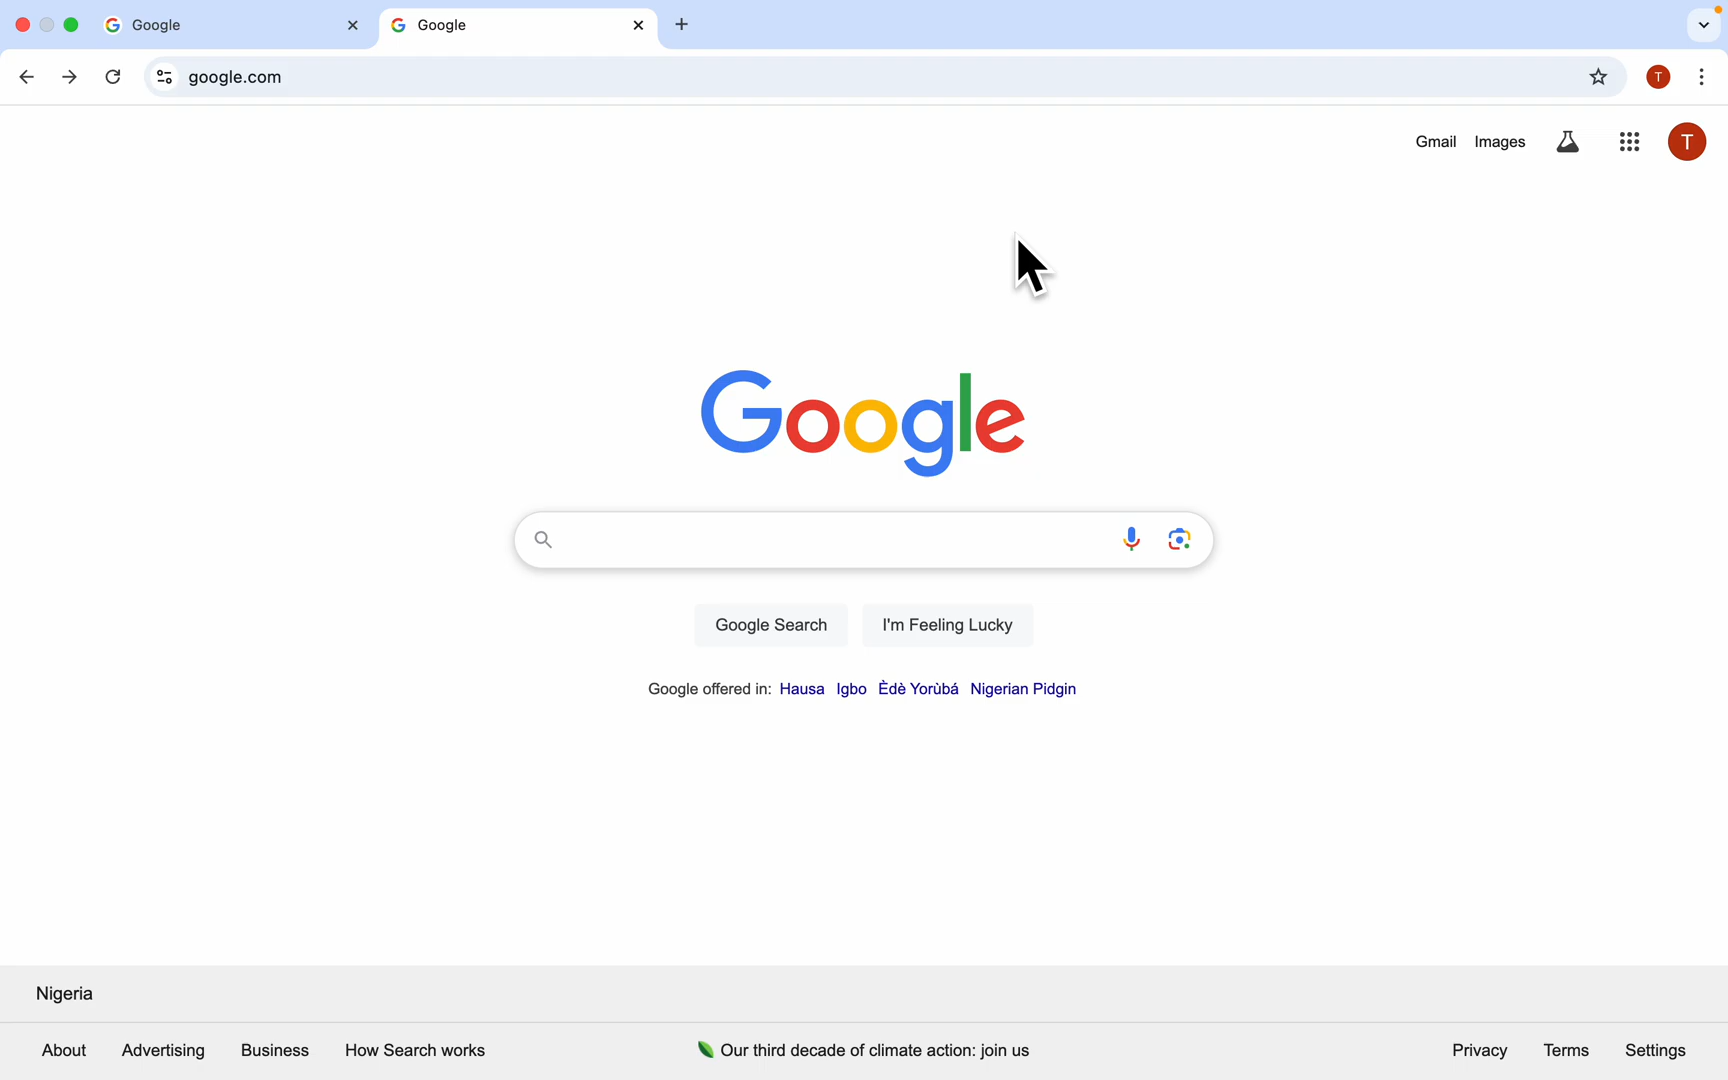 Google
Google
google.com
T
Gmail Images
T
Google
Google Search
I'm Feeling Lucky
Google offered in: Hausa Igbo Èdè Yorùbá Nigerian Pidgin
Nigeria
About Advertising Business How Search works
Our third decade of climate action: join us
Privacy Terms Settings